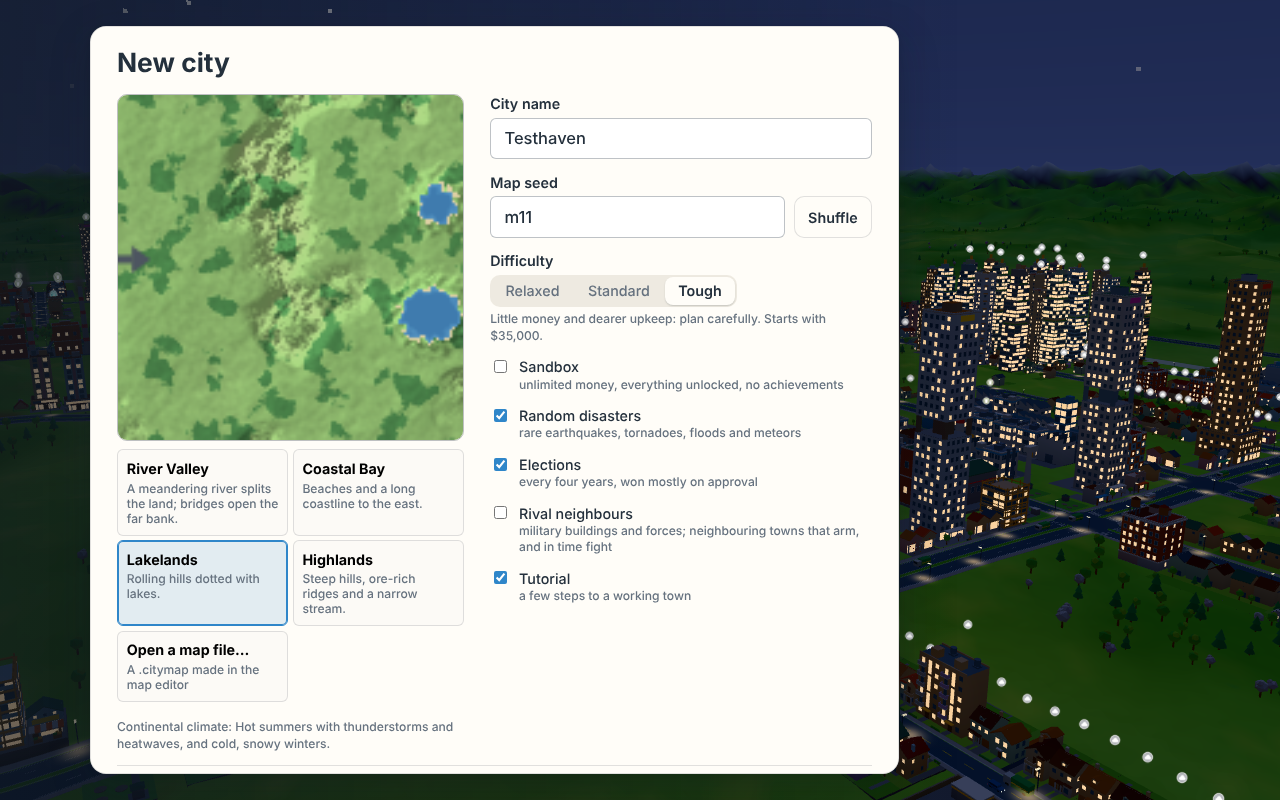 New city
City name
Testhaven
Map seed
m11
Shuffle
Difficulty
Relaxed
Standard
Tough
Little money and dearer upkeep: plan carefully. Starts with
$35,000.
Sandbox
unlimited money, everything unlocked, no achievements
Random disasters
rare earthquakes, tornadoes, floods and meteors
Elections
every four years, won mostly on approval
Rival neighbours
military buildings and forces; neighbouring towns that arm,
and in time fight
Tutorial
a few steps to a working town
River Valley
A meandering river splits
the land; bridges open the
far bank.
Coastal Bay
Beaches and a long
coastline to the east.
Lakelands
Rolling hills dotted with
lakes.
Highlands
Steep hills, ore-rich
ridges and a narrow
stream.
Open a map file...
A .citymap made in the
map editor
Continental climate: Hot summers with thunderstorms and
heatwaves, and cold, snowy winters.